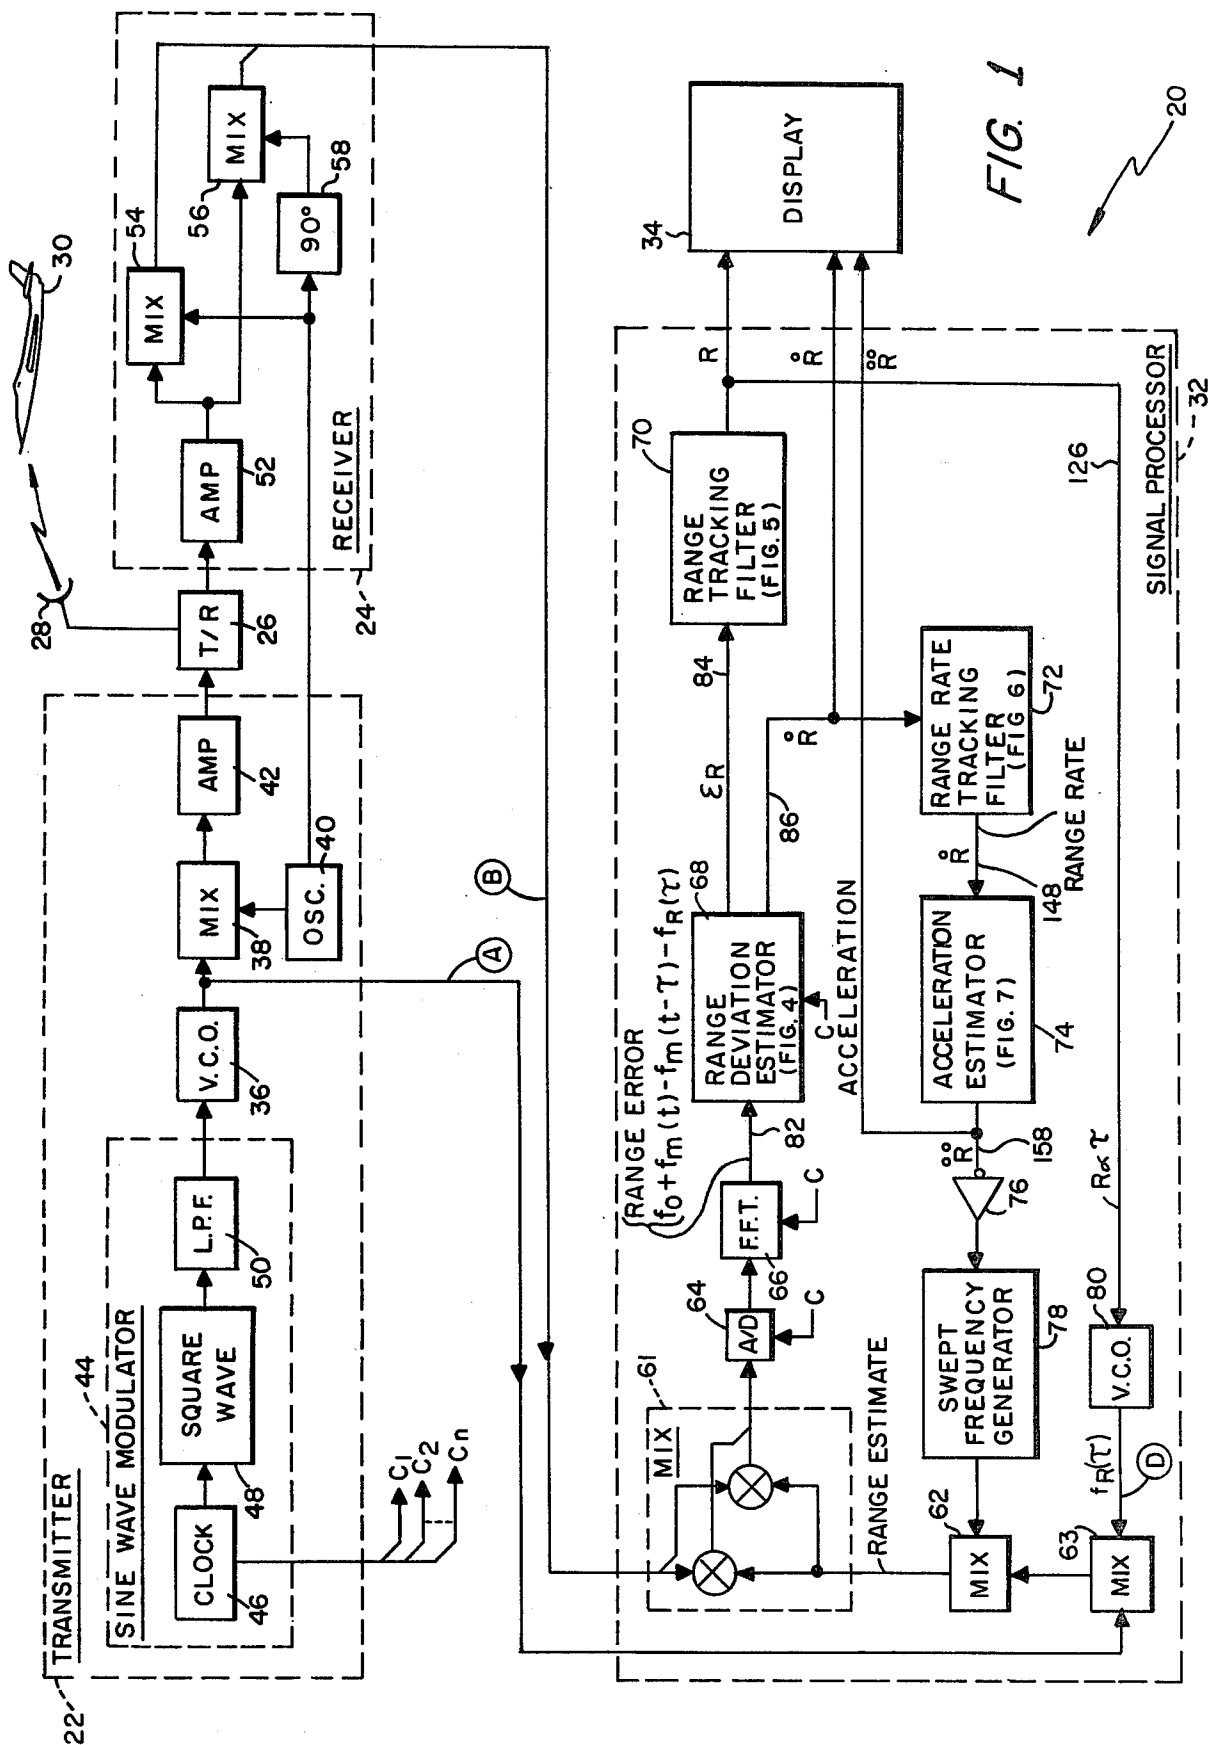 22
TRANSMITTER
44
SINE WAVE MODULATOR
CLOCK
46
SQUARE
WAVE
48
L.P.F.
50
V.C.O.
36
MIX
38
OSC.
40
AMP
42
C1
C2
Cn
T/R
26
28
30
24
RECEIVER
AMP
52
MIX
54
MIX
56
90°
58
A
B
SIGNAL PROCESSOR
32
MIX
61
A/D
64
C
F.F.T.
66
C
82
RANGE ERROR
(f0+fm(t)-fm(t-τ)-fR(τ)
RANGE
DEVIATION
ESTIMATOR
(FIG. 4)
68
C
εR
84
86
R̊
RANGE
TRACKING
FILTER
(FIG. 5)
70
R
R̊
R̊̊
DISPLAY
34
ACCELERATION
RANGE RATE
TRACKING
FILTER
(FIG 6)
72
R̊
148
RANGE RATE
ACCELERATION
ESTIMATOR
(FIG. 7)
74
R̊̊
158
76
SWEPT
FREQUENCY
GENERATOR
78
MIX
62
RANGE ESTIMATE
MIX
63
fR(τ)
D
V.C.O.
80
R∝τ
126
FIG. 1
20